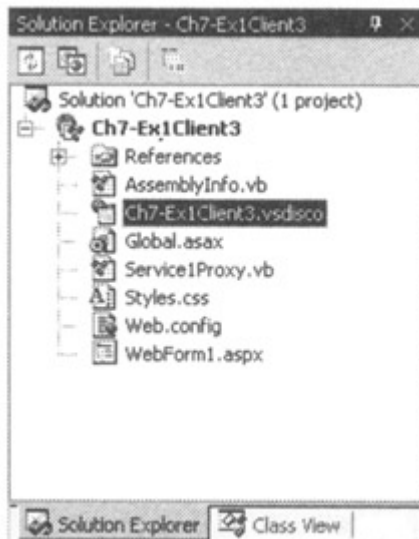 Solution Explorer - Ch7-Ex1Client3
Solution 'Ch7-Ex1Client3' (1 project)
Ch7-Ex1Client3
References
AssemblyInfo.vb
Ch7-Ex1Client3.vsdisco
Global.asax
Service1Proxy.vb
Styles.css
Web.config
WebForm1.aspx
Solution Explorer Class View